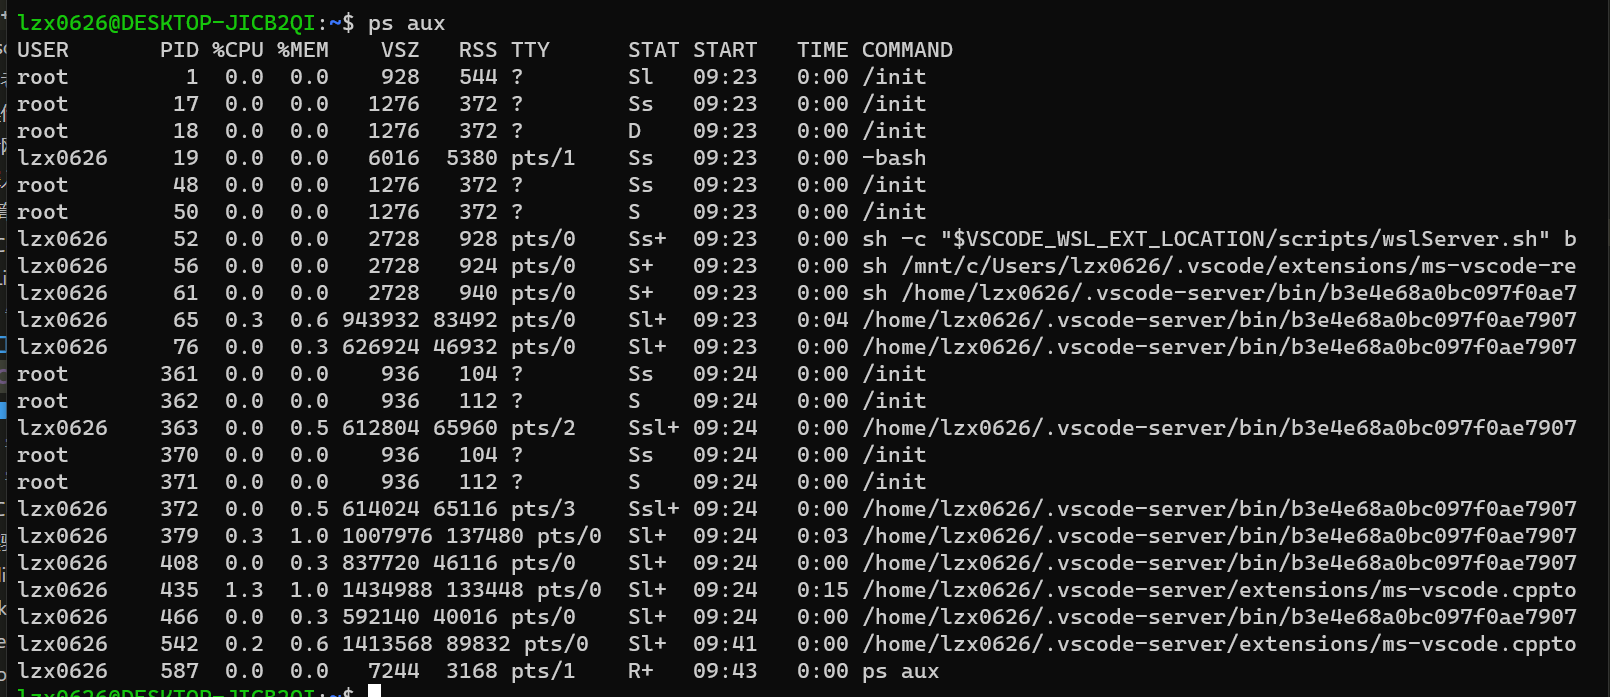 lzx0626@DESKTOP-JICB2QI:~$ ps aux
USER       PID %CPU %MEM    VSZ   RSS TTY      STAT START   TIME COMMAND
root         1  0.0  0.0    928   544 ?        Sl   09:23   0:00 /init
root        17  0.0  0.0   1276   372 ?        Ss   09:23   0:00 /init
root        18  0.0  0.0   1276   372 ?        D    09:23   0:00 /init
lzx0626     19  0.0  0.0   6016  5380 pts/1    Ss   09:23   0:00 -bash
root        48  0.0  0.0   1276   372 ?        Ss   09:23   0:00 /init
root        50  0.0  0.0   1276   372 ?        S    09:23   0:00 /init
lzx0626     52  0.0  0.0   2728   928 pts/0    Ss+  09:23   0:00 sh -c "$VSCODE_WSL_EXT_LOCATION/scripts/wslServer.sh" b
lzx0626     56  0.0  0.0   2728   924 pts/0    S+   09:23   0:00 sh /mnt/c/Users/lzx0626/.vscode/extensions/ms-vscode-re
lzx0626     61  0.0  0.0   2728   940 pts/0    S+   09:23   0:00 sh /home/lzx0626/.vscode-server/bin/b3e4e68a0bc097f0ae7
lzx0626     65  0.3  0.6 943932 83492 pts/0    Sl+  09:23   0:04 /home/lzx0626/.vscode-server/bin/b3e4e68a0bc097f0ae7907
lzx0626     76  0.0  0.3 626924 46932 pts/0    Sl+  09:23   0:00 /home/lzx0626/.vscode-server/bin/b3e4e68a0bc097f0ae7907
root       361  0.0  0.0    936   104 ?        Ss   09:24   0:00 /init
root       362  0.0  0.0    936   112 ?        S    09:24   0:00 /init
lzx0626    363  0.0  0.5 612804 65960 pts/2    Ssl+ 09:24   0:00 /home/lzx0626/.vscode-server/bin/b3e4e68a0bc097f0ae7907
root       370  0.0  0.0    936   104 ?        Ss   09:24   0:00 /init
root       371  0.0  0.0    936   112 ?        S    09:24   0:00 /init
lzx0626    372  0.0  0.5 614024 65116 pts/3    Ssl+ 09:24   0:00 /home/lzx0626/.vscode-server/bin/b3e4e68a0bc097f0ae7907
lzx0626    379  0.3  1.0 1007976 137480 pts/0  Sl+  09:24   0:03 /home/lzx0626/.vscode-server/bin/b3e4e68a0bc097f0ae7907
lzx0626    408  0.0  0.3 837720 46116 pts/0    Sl+  09:24   0:00 /home/lzx0626/.vscode-server/bin/b3e4e68a0bc097f0ae7907
lzx0626    435  1.3  1.0 1434988 133448 pts/0  Sl+  09:24   0:15 /home/lzx0626/.vscode-server/extensions/ms-vscode.cppto
lzx0626    466  0.0  0.3 592140 40016 pts/0    Sl+  09:24   0:00 /home/lzx0626/.vscode-server/bin/b3e4e68a0bc097f0ae7907
lzx0626    542  0.2  0.6 1413568 89832 pts/0   Sl+  09:41   0:00 /home/lzx0626/.vscode-server/extensions/ms-vscode.cppto
lzx0626    587  0.0  0.0   7244  3168 pts/1    R+   09:43   0:00 ps aux
lzx0626@DESKTOP-JICB2QI:~$